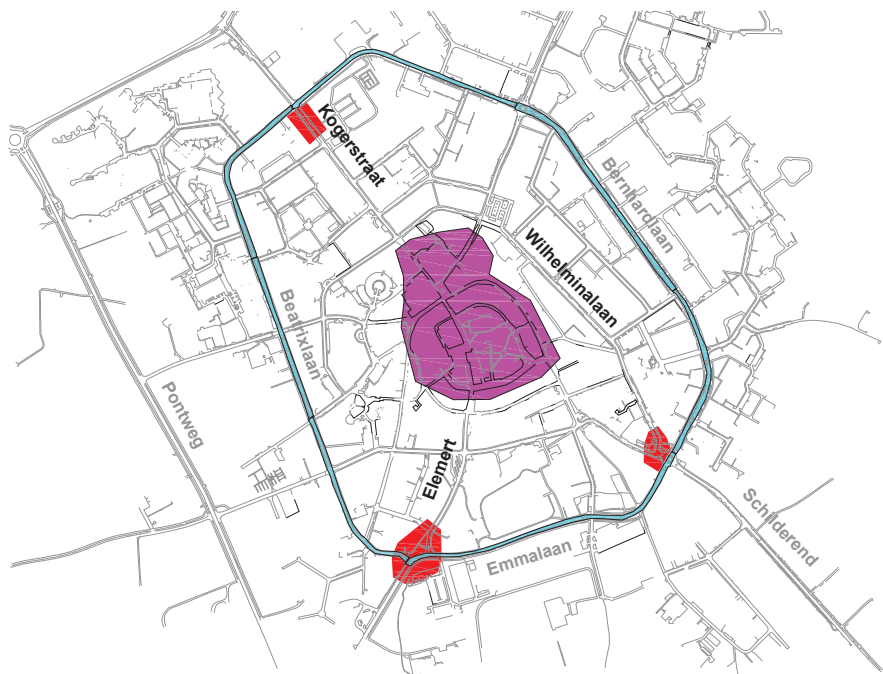 Kogerstraat
Bernhardlaan
Wilhelminalaan
Beatrixlaan
Pontweg
Elemert
Emmalaan
Schilderend